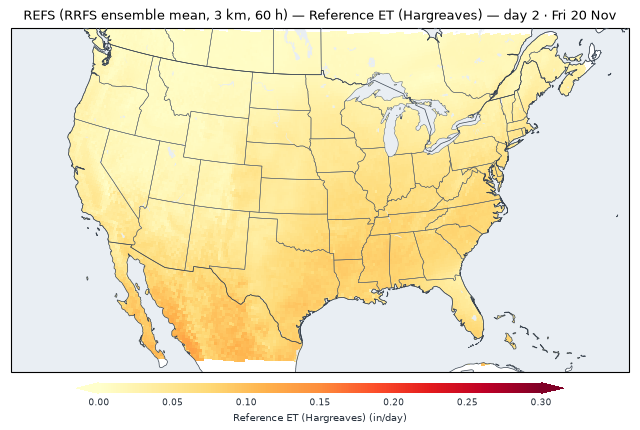 REFS (RRFS ensemble mean, 3 km, 60 h) — Reference ET (Hargreaves) — day 2 · Fri 20 Nov
0.00 0.05 0.10 0.15 0.20 0.25 0.30
Reference ET (Hargreaves) (in/day)